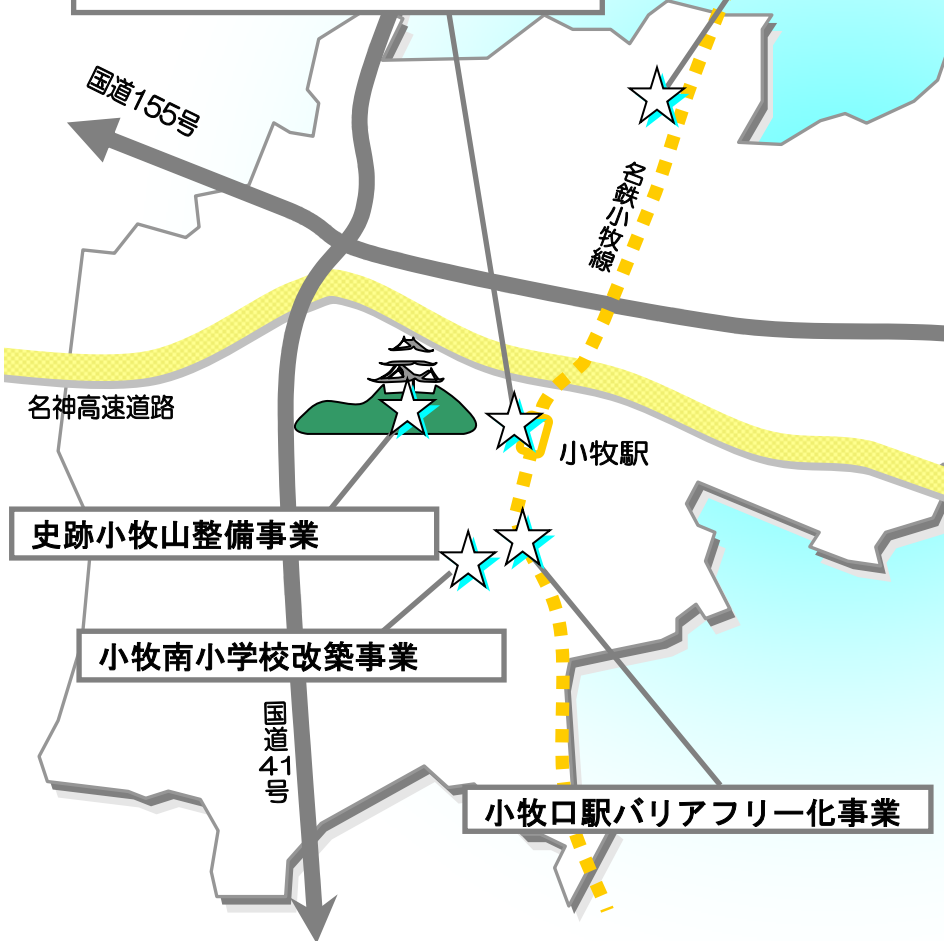 国道155号
名鉄小牧線
名神高速道路
小牧駅
史跡小牧山整備事業
小牧南小学校改築事業
国道41号
小牧口駅バリアフリー化事業